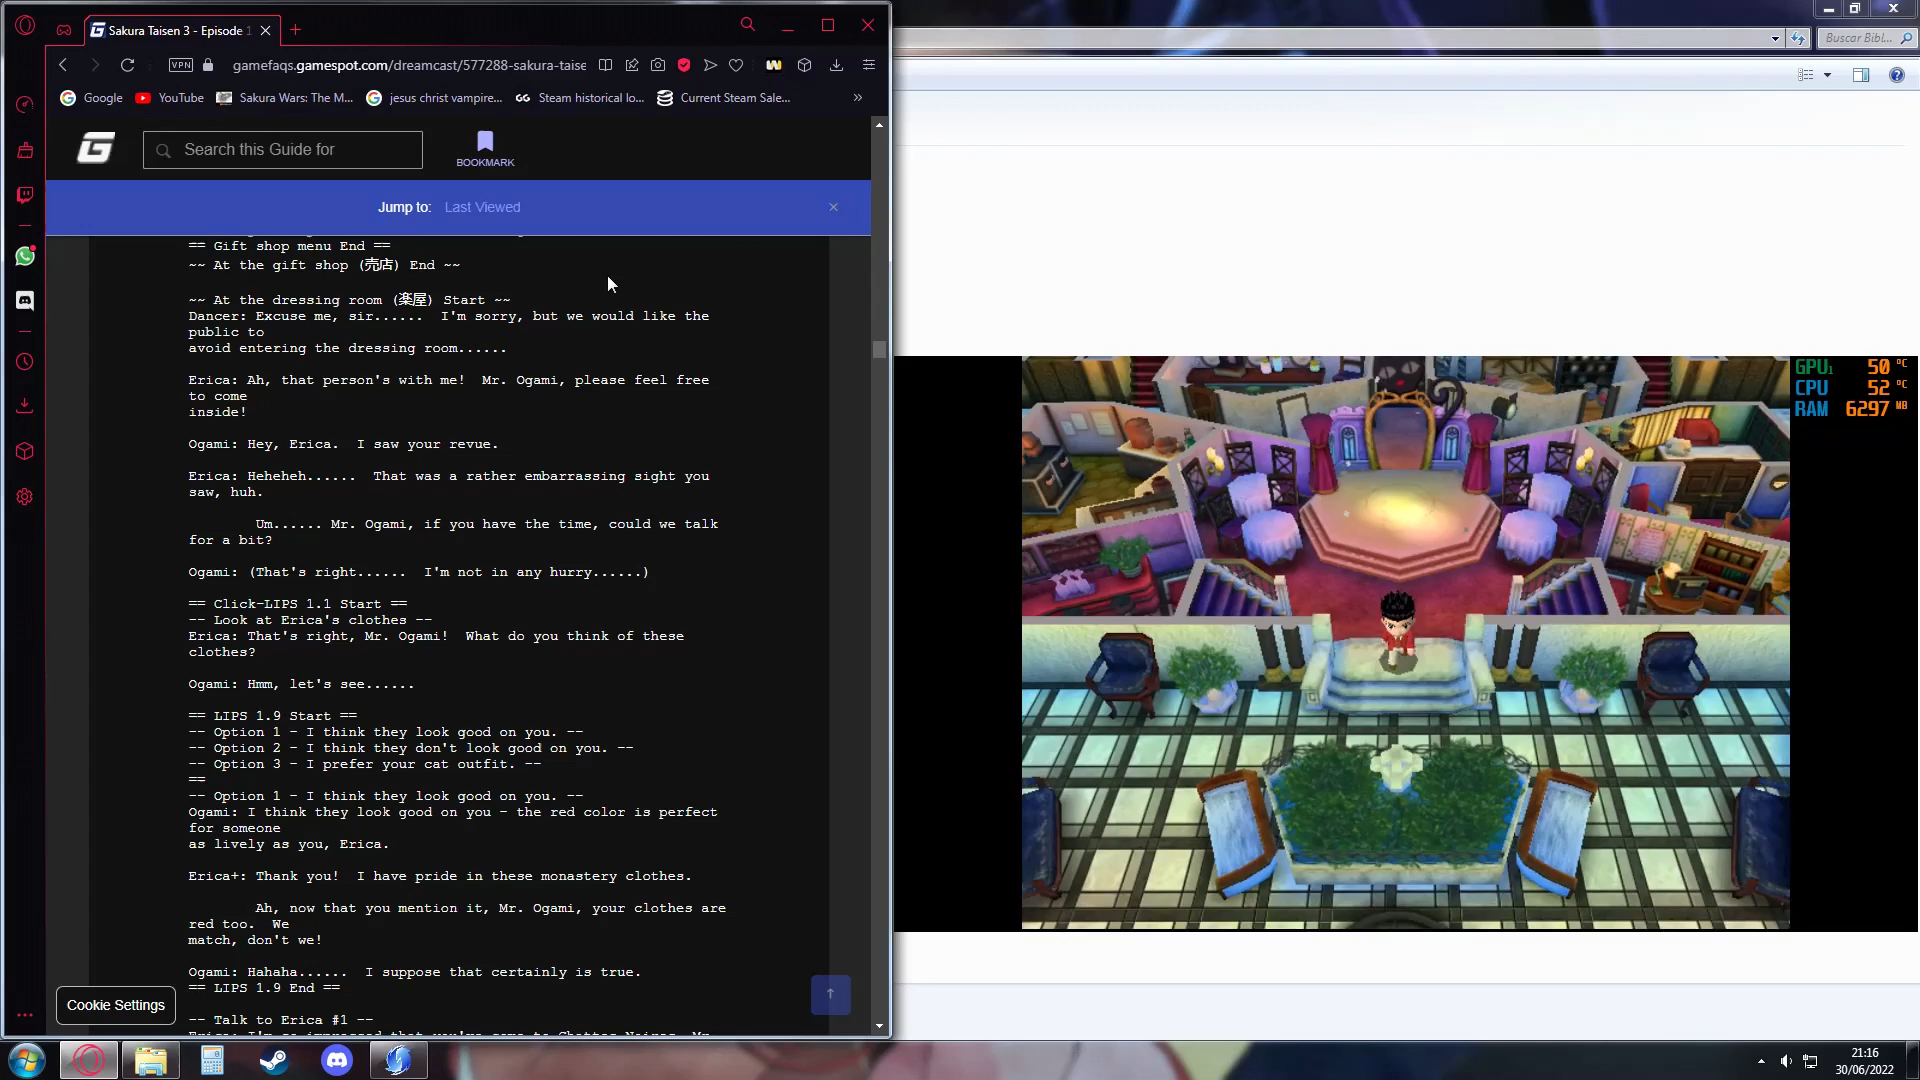 Sakura Taisen 3 - Episode 1
VPN
gamefaqs.gamespot.com/dreamcast/577288-sakura-taise
Google
YouTube
Sakura Wars: The M...
jesus christ vampire...
GG
Steam historical lo...
Current Steam Sale...
»
Search this Guide for
BOOKMARK
Jump to: Last Viewed
== Gift shop menu End ==
~~ At the gift shop (売店) End ~~
~~ At the dressing room (楽屋) Start ~~
Dancer: Excuse me, sir...... I'm sorry, but we would like the
public to
avoid entering the dressing room......
Erica: Ah, that person's with me! Mr. Ogami, please feel free
to come
inside!
Ogami: Hey, Erica. I saw your revue.
Erica: Heheheh...... That was a rather embarrassing sight you
saw, huh.
Um...... Mr. Ogami, if you have the time, could we talk
for a bit?
Ogami: (That's right...... I'm not in any hurry......)
== Click-LIPS 1.1 Start ==
-- Look at Erica's clothes --
Erica: That's right, Mr. Ogami! What do you think of these
clothes?
Ogami: Hmm, let's see......
== LIPS 1.9 Start ==
-- Option 1 - I think they look good on you. --
-- Option 2 - I think they don't look good on you. --
-- Option 3 - I prefer your cat outfit. --
==
-- Option 1 - I think they look good on you. --
Ogami: I think they look good on you - the red color is perfect
for someone
as lively as you, Erica.
Erica+: Thank you! I have pride in these monastery clothes.
Ah, now that you mention it, Mr. Ogami, your clothes are
red too. We
match, don't we!
Ogami: Hahaha...... I suppose that certainly is true.
== LIPS 1.9 End ==
-- Talk to Erica #1 --
Cookie Settings
Buscar Bibl...
GPU1 50 °C
CPU 52 °C
RAM 6297 MB
21:16
30/06/2022